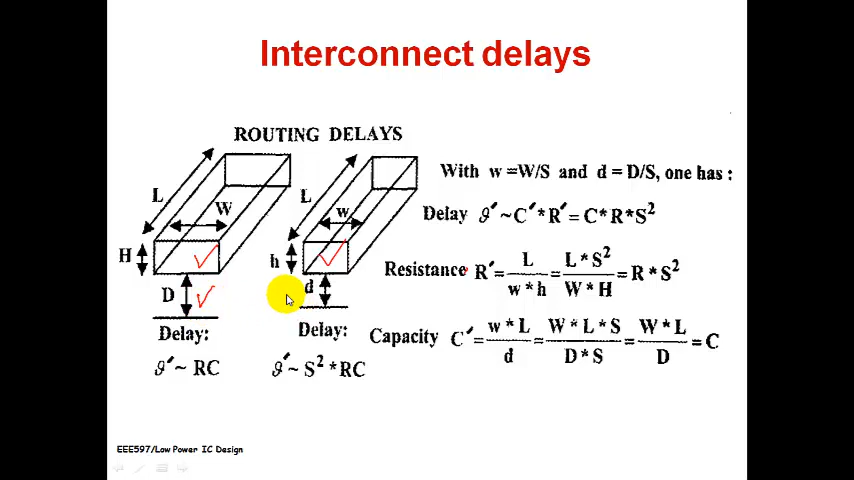 Interconnect delays
ROUTING DELAYS
L
W
H
D
Delay:
𝜗′ ~ RC
L
w
h
d
Delay:
𝜗′ ~ S² * RC
With w =W/S and d = D/S, one has :
Delay 𝜗′ ~ C′ * R′ = C * R * S²
Resistance R′ = L / w * h = L * S² / W * H = R * S²
Capacity C′ = w * L / d = W * L * S / D * S = W * L / D = C
EEE597/Low Power IC Design